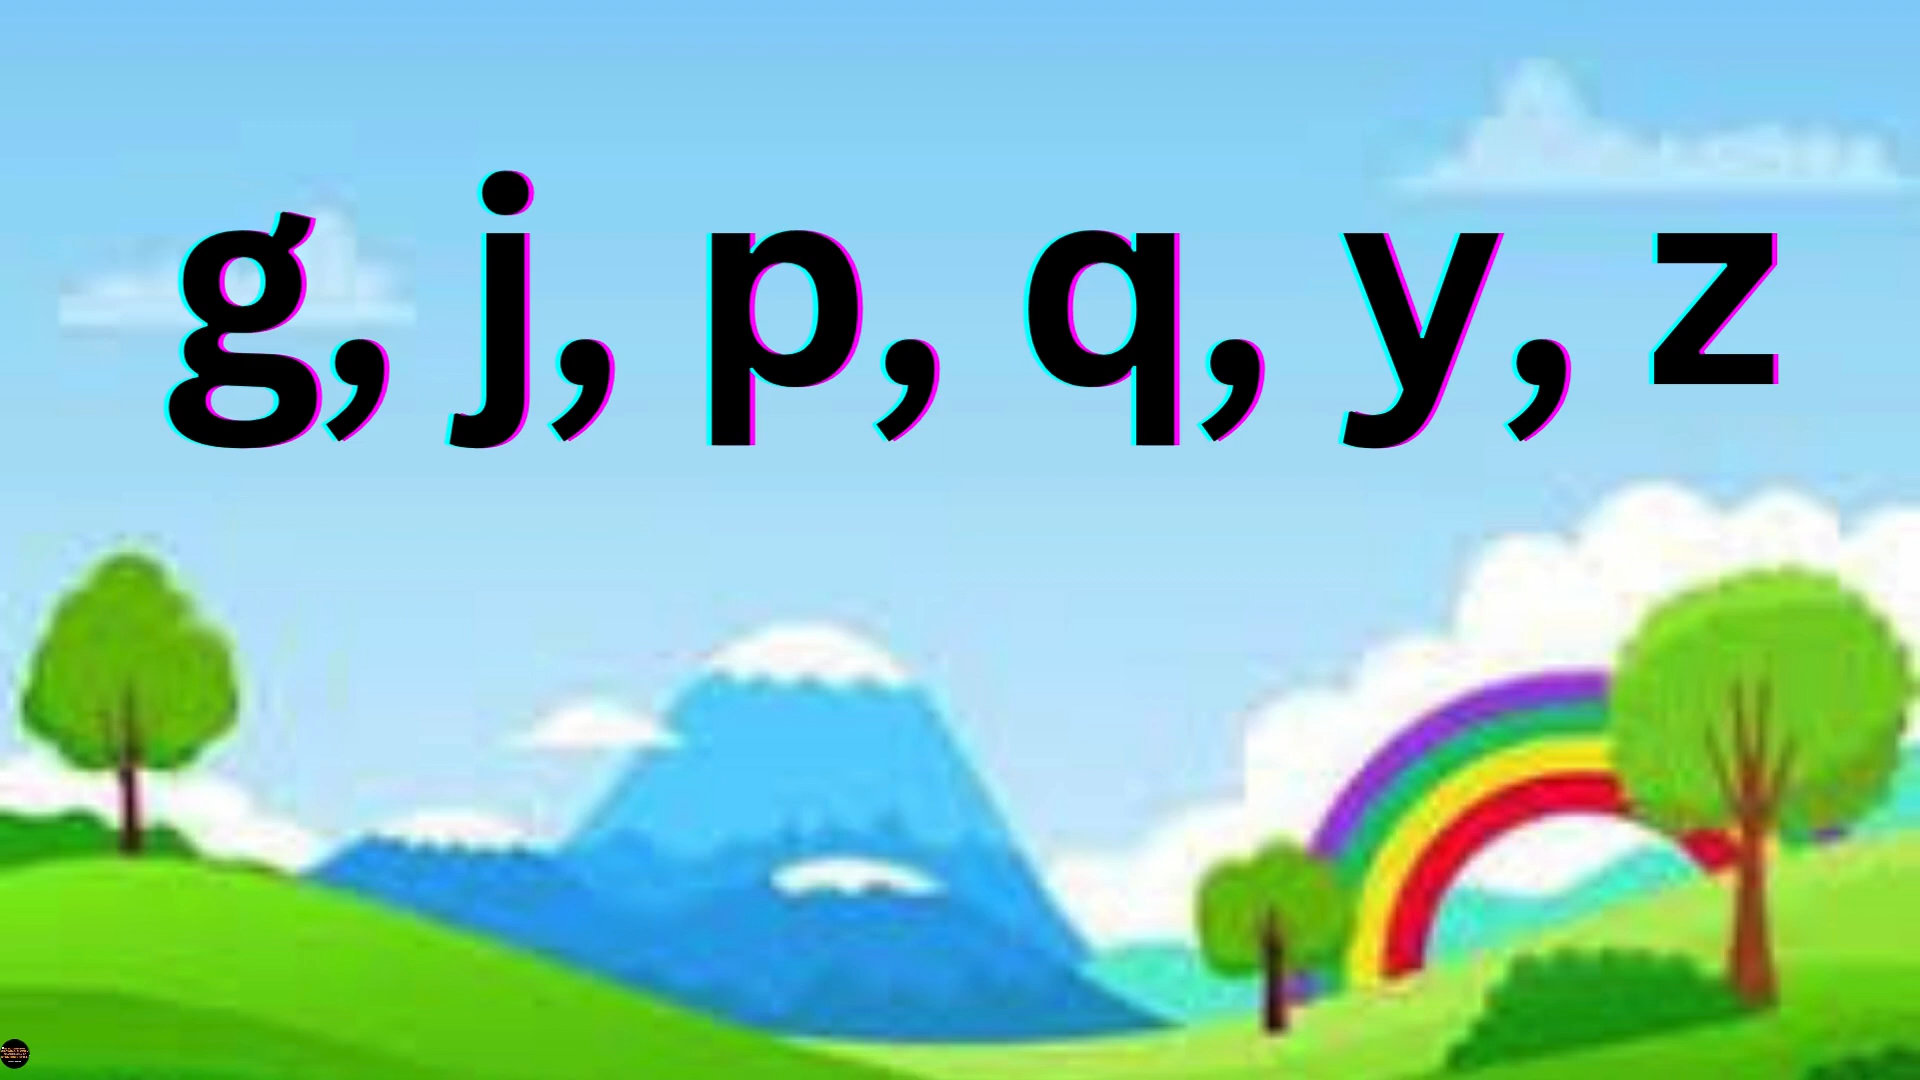 g, j, p, q, y, z